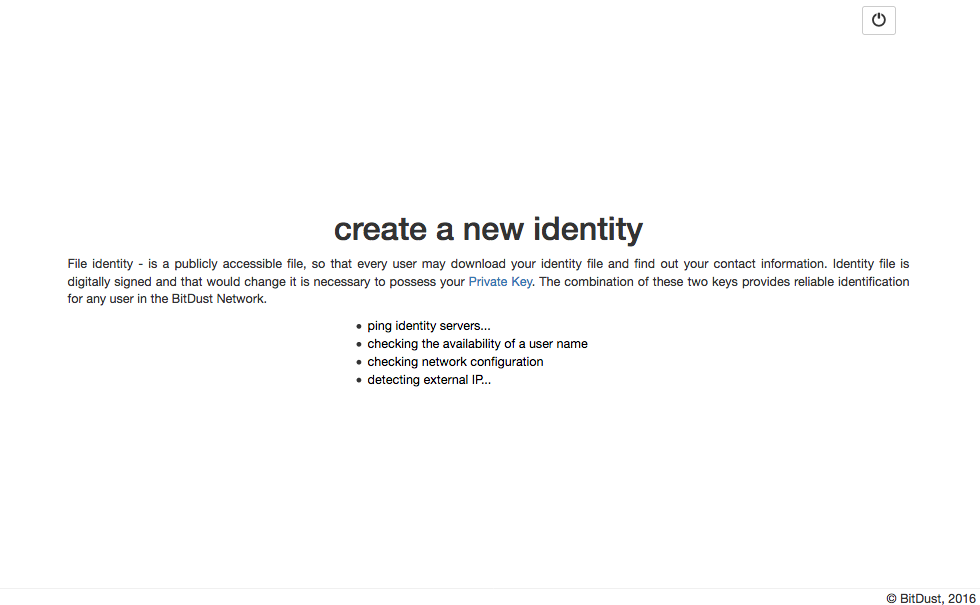 create a new identity
File identity - is a publicly accessible file, so that every user may download your identity file and find out your contact information. Identity file is
digitally signed and that would change it is necessary to possess your Private Key. The combination of these two keys provides reliable identification
for any user in the BitDust Network.
• ping identity servers...
• checking the availability of a user name
• checking network configuration
• detecting external IP...
© BitDust, 2016